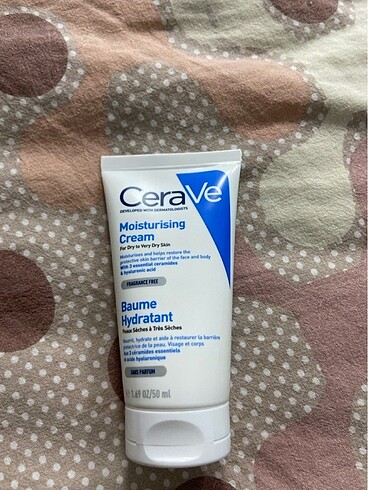 CeraVe
DEVELOPED WITH DERMATOLOGISTS
Moisturising
Cream
For Dry to Very Dry Skin
Moisturises and helps restore the
protective skin barrier of the face and body
With 3 essential ceramides
& hyaluronic acid
FRAGRANCE FREE
Baume
Hydratant
Peaux Sèches à Très Sèches
Nourrit, hydrate et aide à restaurer la barrière
protectrice de la peau. Visage et corps.
Aux 3 céramides essentiels
& acide hyaluronique
SANS PARFUM
1.69 OZ/50 ml